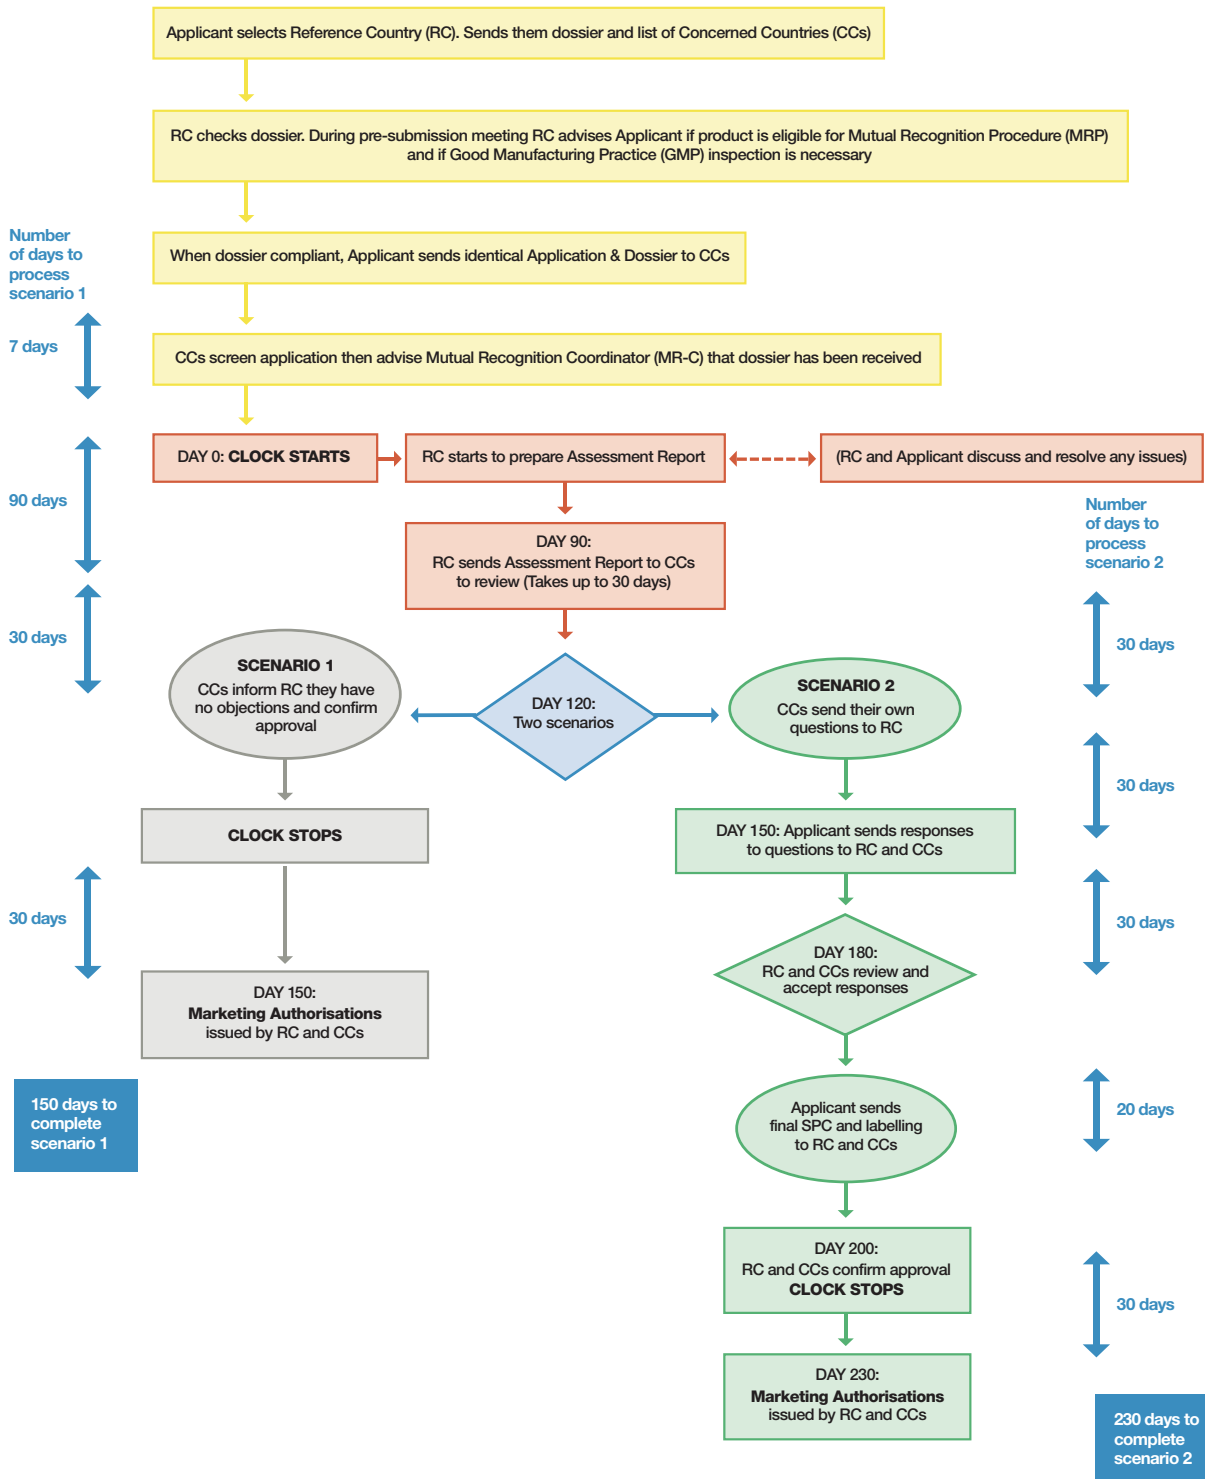 Applicant selects Reference Country (RC). Sends them dossier and list of Concerned Countries (CCs)
RC checks dossier. During pre-submission meeting RC advises Applicant if product is eligible for Mutual Recognition Procedure (MRP)
and if Good Manufacturing Practice (GMP) inspection is necessary
When dossier compliant, Applicant sends identical Application & Dossier to CCs
Number
of days to
process
scenario 1
7 days
CCs screen application then advise Mutual Recognition Coordinator (MR-C) that dossier has been received
DAY 0: CLOCK STARTS
RC starts to prepare Assessment Report
(RC and Applicant discuss and resolve any issues)
90 days
DAY 90:
RC sends Assessment Report to CCs
to review (Takes up to 30 days)
Number
of days to
process
scenario 2
30 days
30 days
SCENARIO 1
CCs inform RC they have
no objections and confirm
approval
DAY 120:
Two scenarios
SCENARIO 2
CCs send their own
questions to RC
30 days
CLOCK STOPS
DAY 150: Applicant sends responses
to questions to RC and CCs
30 days
30 days
DAY 180:
RC and CCs review and
accept responses
DAY 150:
Marketing Authorisations
issued by RC and CCs
150 days to
complete
scenario 1
Applicant sends
final SPC and labelling
to RC and CCs
20 days
DAY 200:
RC and CCs confirm approval
CLOCK STOPS
30 days
DAY 230:
Marketing Authorisations
issued by RC and CCs
230 days to
complete
scenario 2